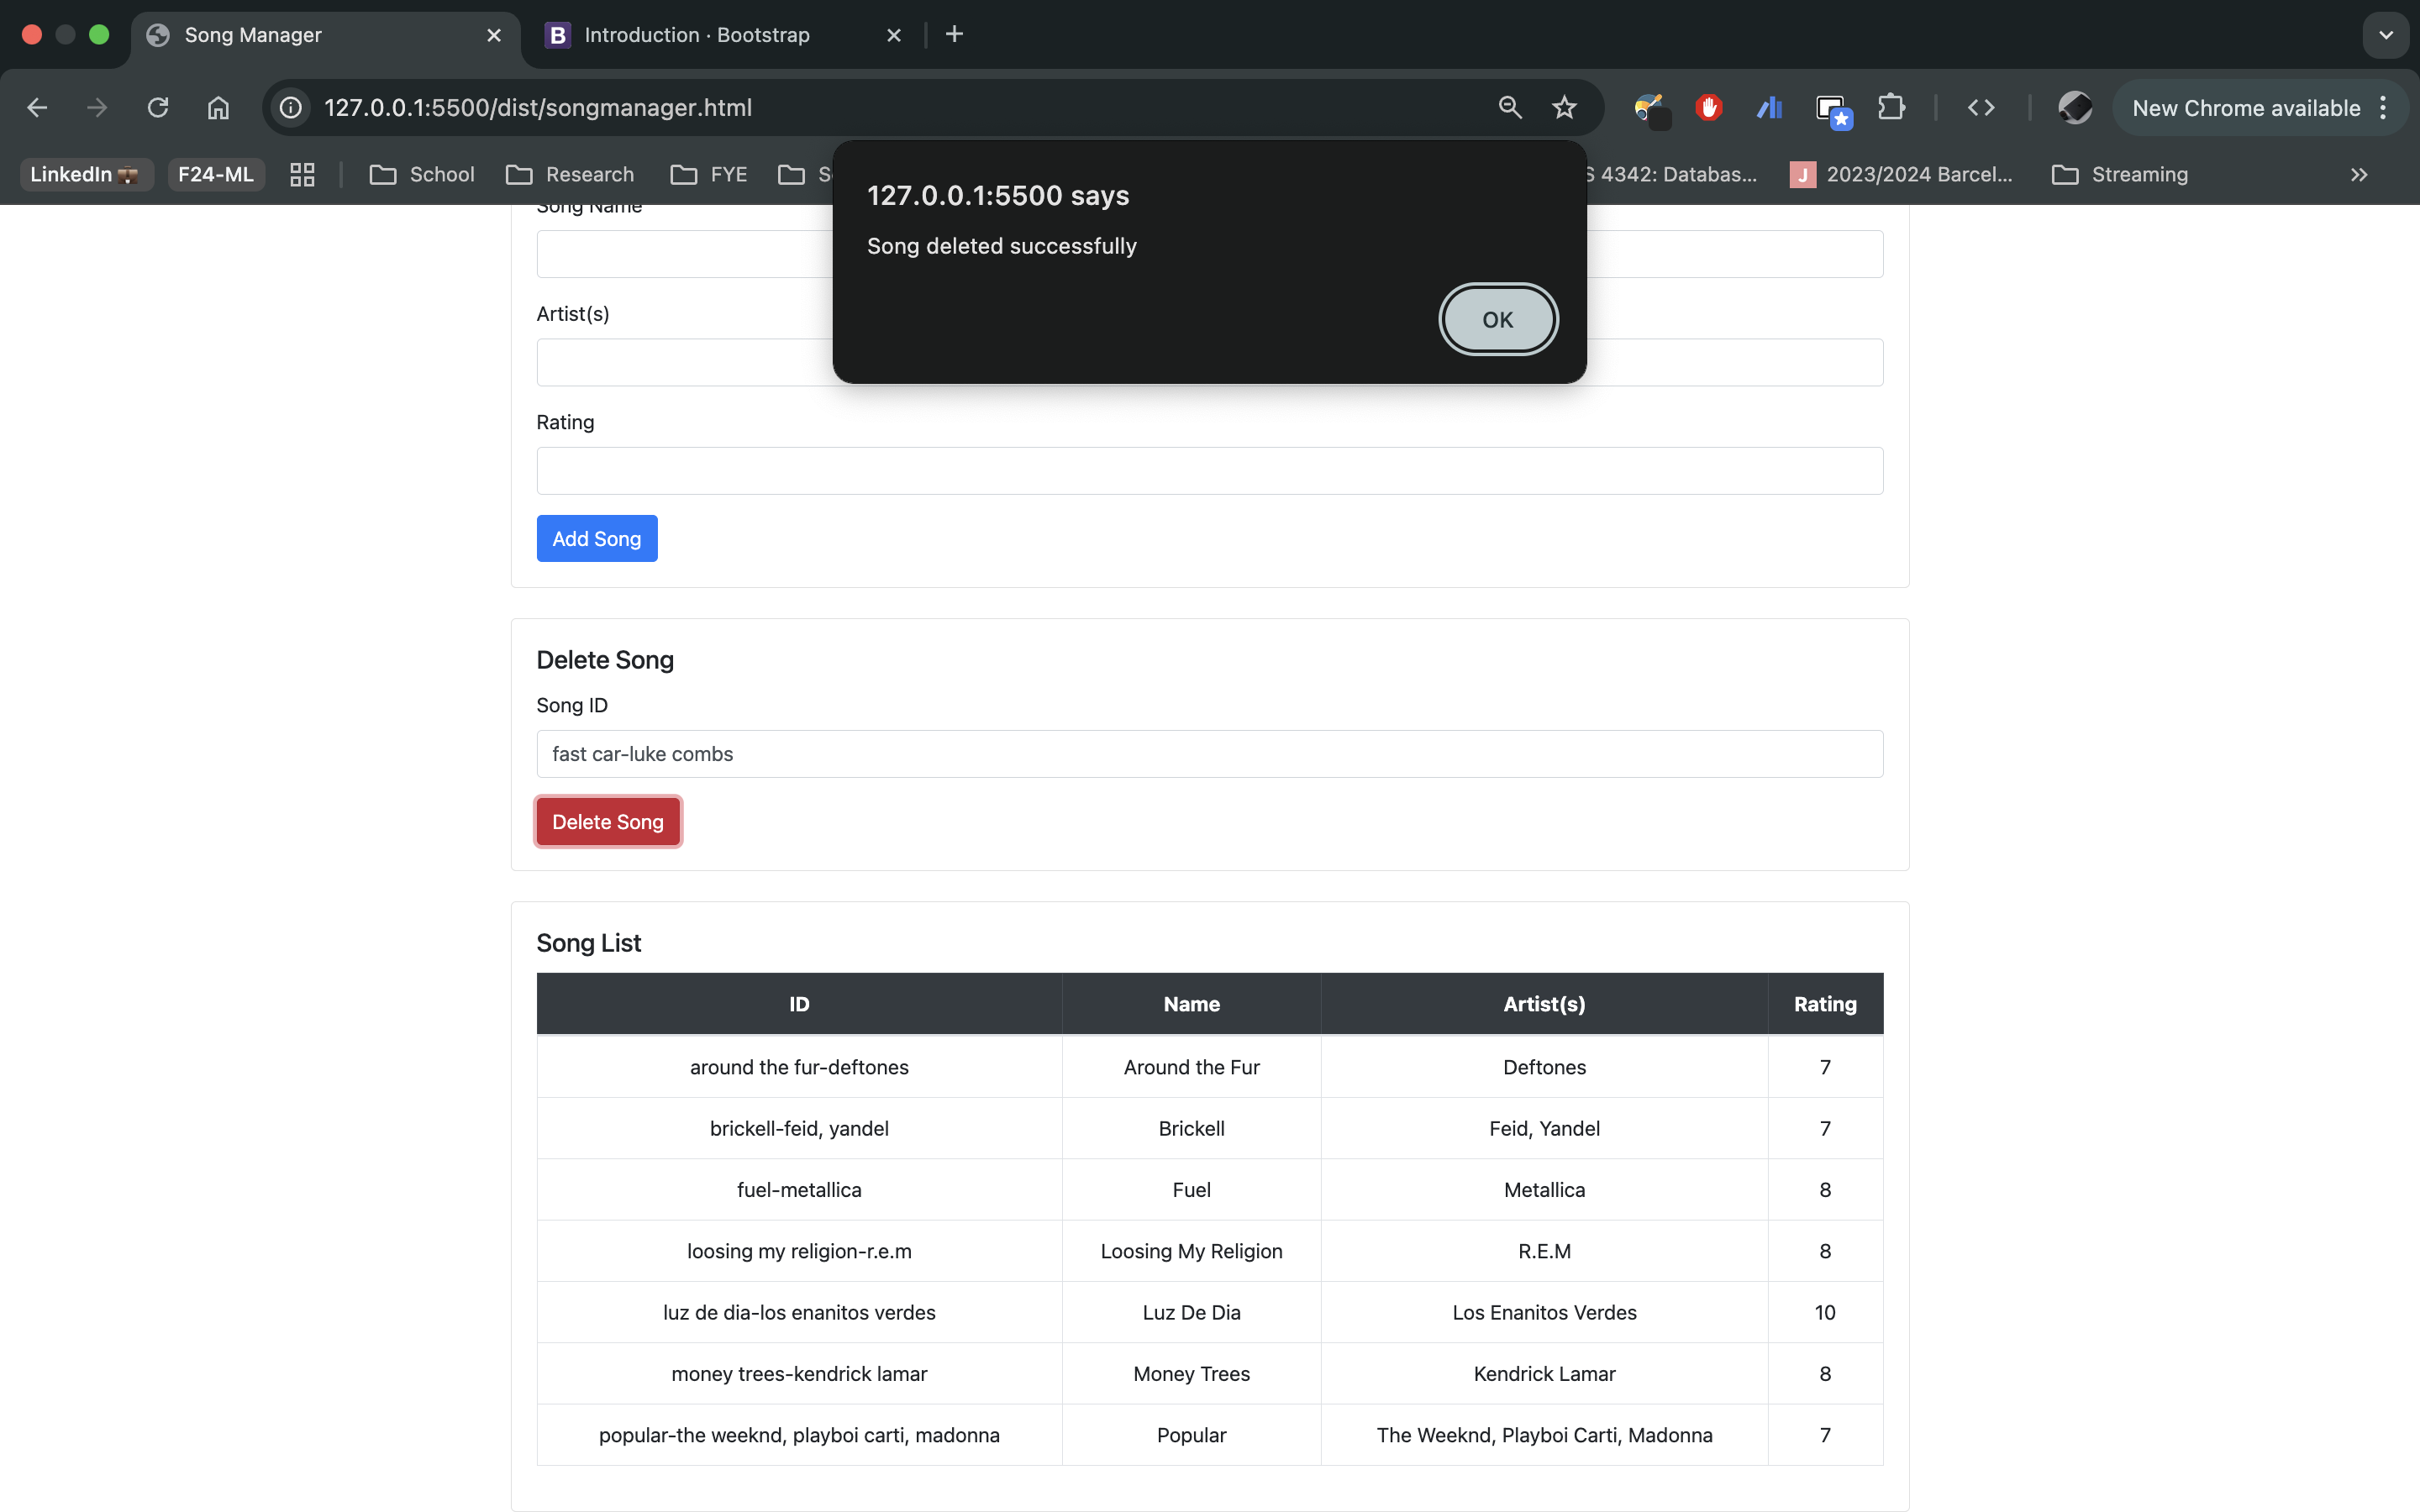 Song Manager
B Introduction · Bootstrap
127.0.0.1:5500/dist/songmanager.html
New Chrome available
LinkedIn F24-ML School Research FYE S 4342: Databas... J 2023/2024 Barcel... Streaming
127.0.0.1:5500 says
Song deleted successfully
OK
Song Name
Artist(s)
Rating
Add Song
Delete Song
Song ID
fast car-luke combs
Delete Song
Song List
ID Name Artist(s) Rating
around the fur-deftones Around the Fur Deftones 7
brickell-feid, yandel Brickell Feid, Yandel 7
fuel-metallica Fuel Metallica 8
loosing my religion-r.e.m Loosing My Religion R.E.M 8
luz de dia-los enanitos verdes Luz De Dia Los Enanitos Verdes 10
money trees-kendrick lamar Money Trees Kendrick Lamar 8
popular-the weeknd, playboi carti, madonna Popular The Weeknd, Playboi Carti, Madonna 7